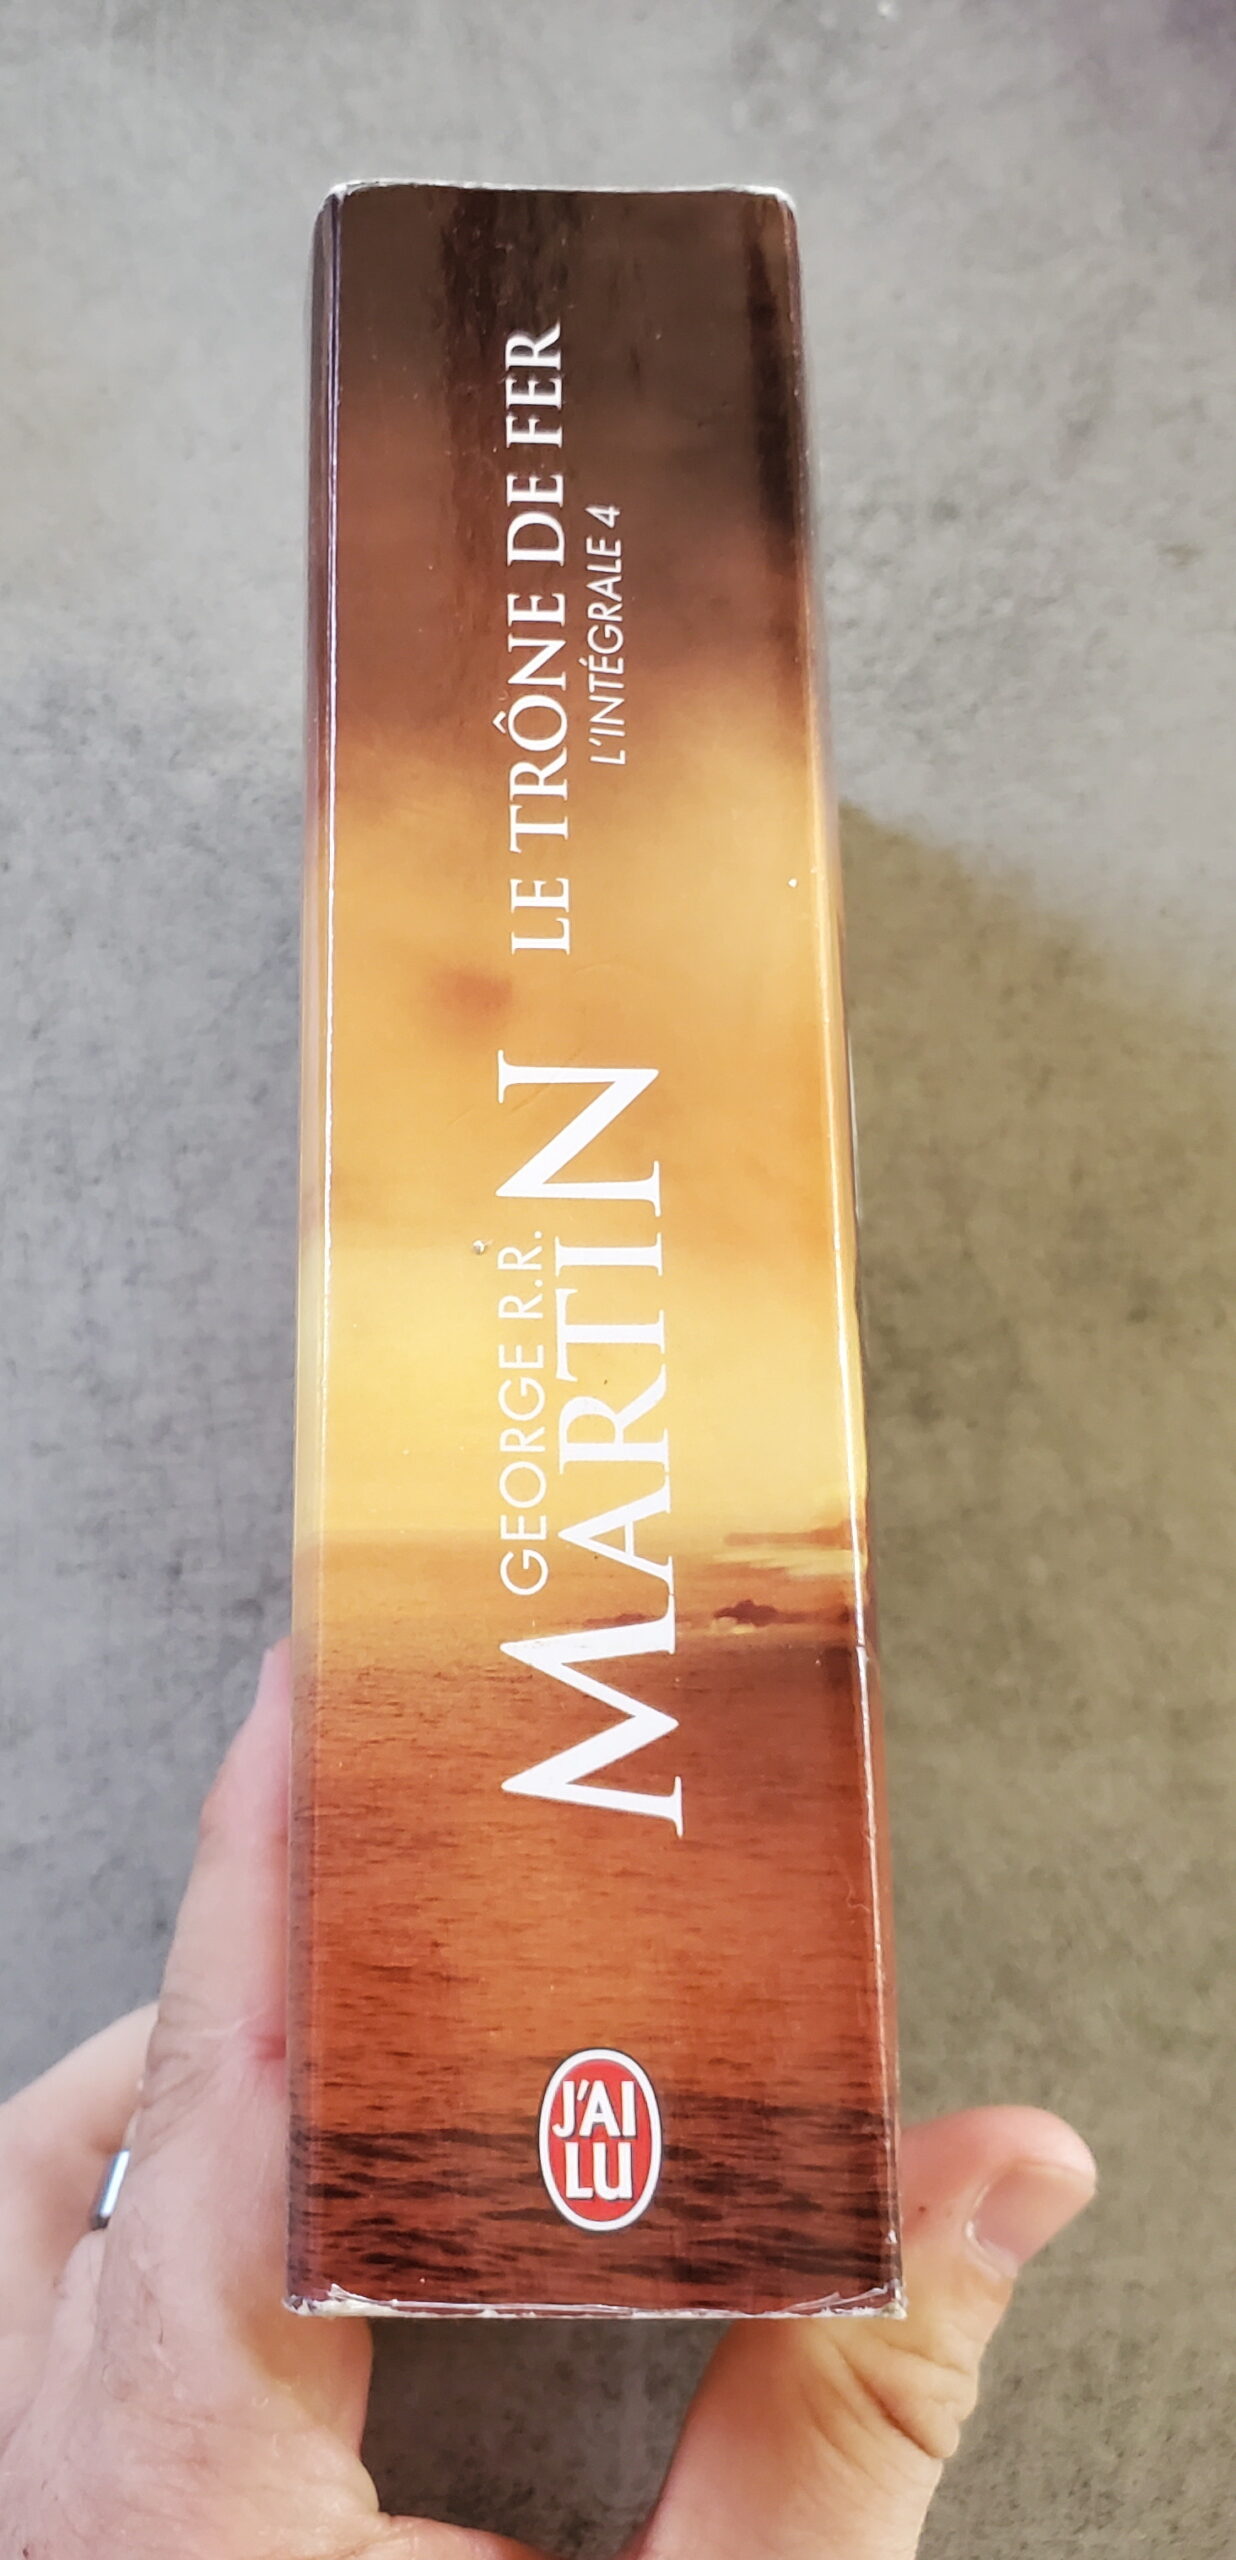 GEORGE R.R.
MARTIN
LE TRÔNE DE FER
L'INTÉGRALE 4
J'AI
LU